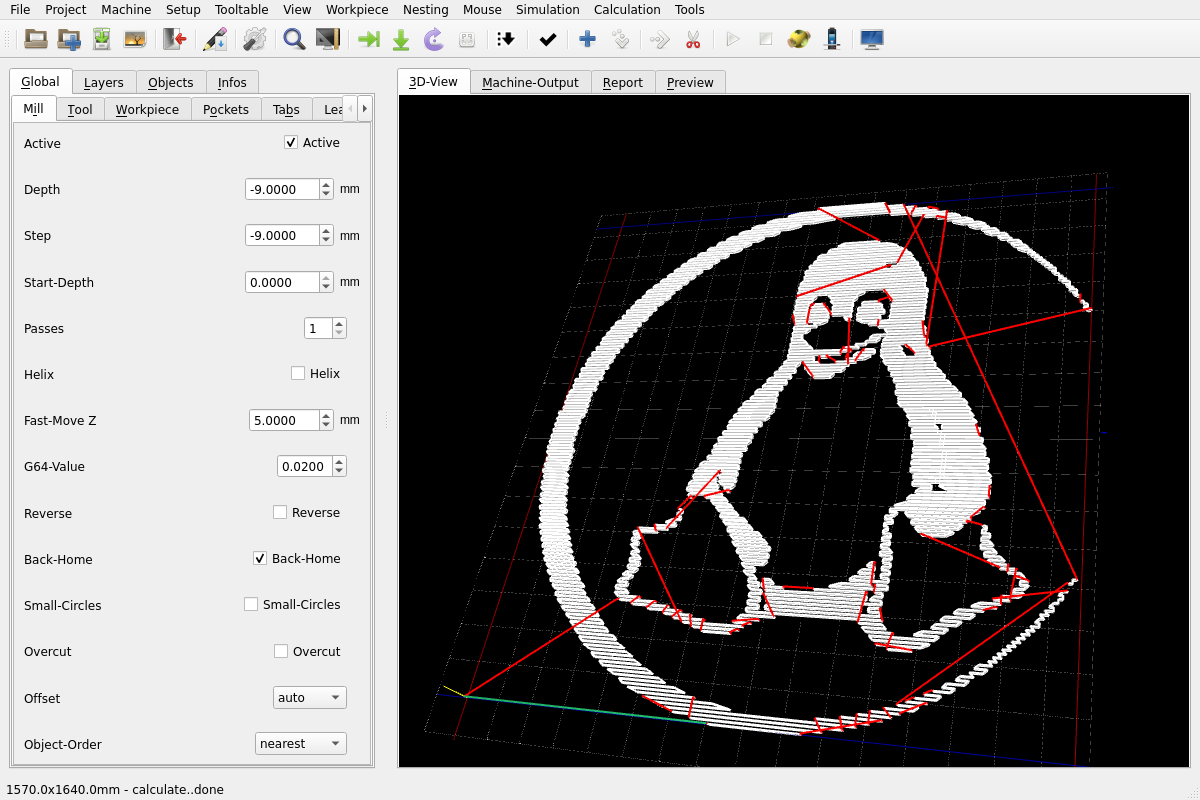 File Project Machine Setup Tooltable View Workpiece Nesting Mouse Simulation Calculation Tools
Global Layers Objects Infos
3D-View Machine-Output Report Preview
Mill Tool Workpiece Pockets Tabs Lea
Active Active
Depth -9.0000 mm
Step -9.0000 mm
Start-Depth 0.0000 mm
Passes 1
Helix Helix
Fast-Move Z 5.0000 mm
G64-Value 0.0200
Reverse Reverse
Back-Home Back-Home
Small-Circles Small-Circles
Overcut Overcut
Offset auto
Object-Order nearest
1570.0x1640.0mm - calculate..done